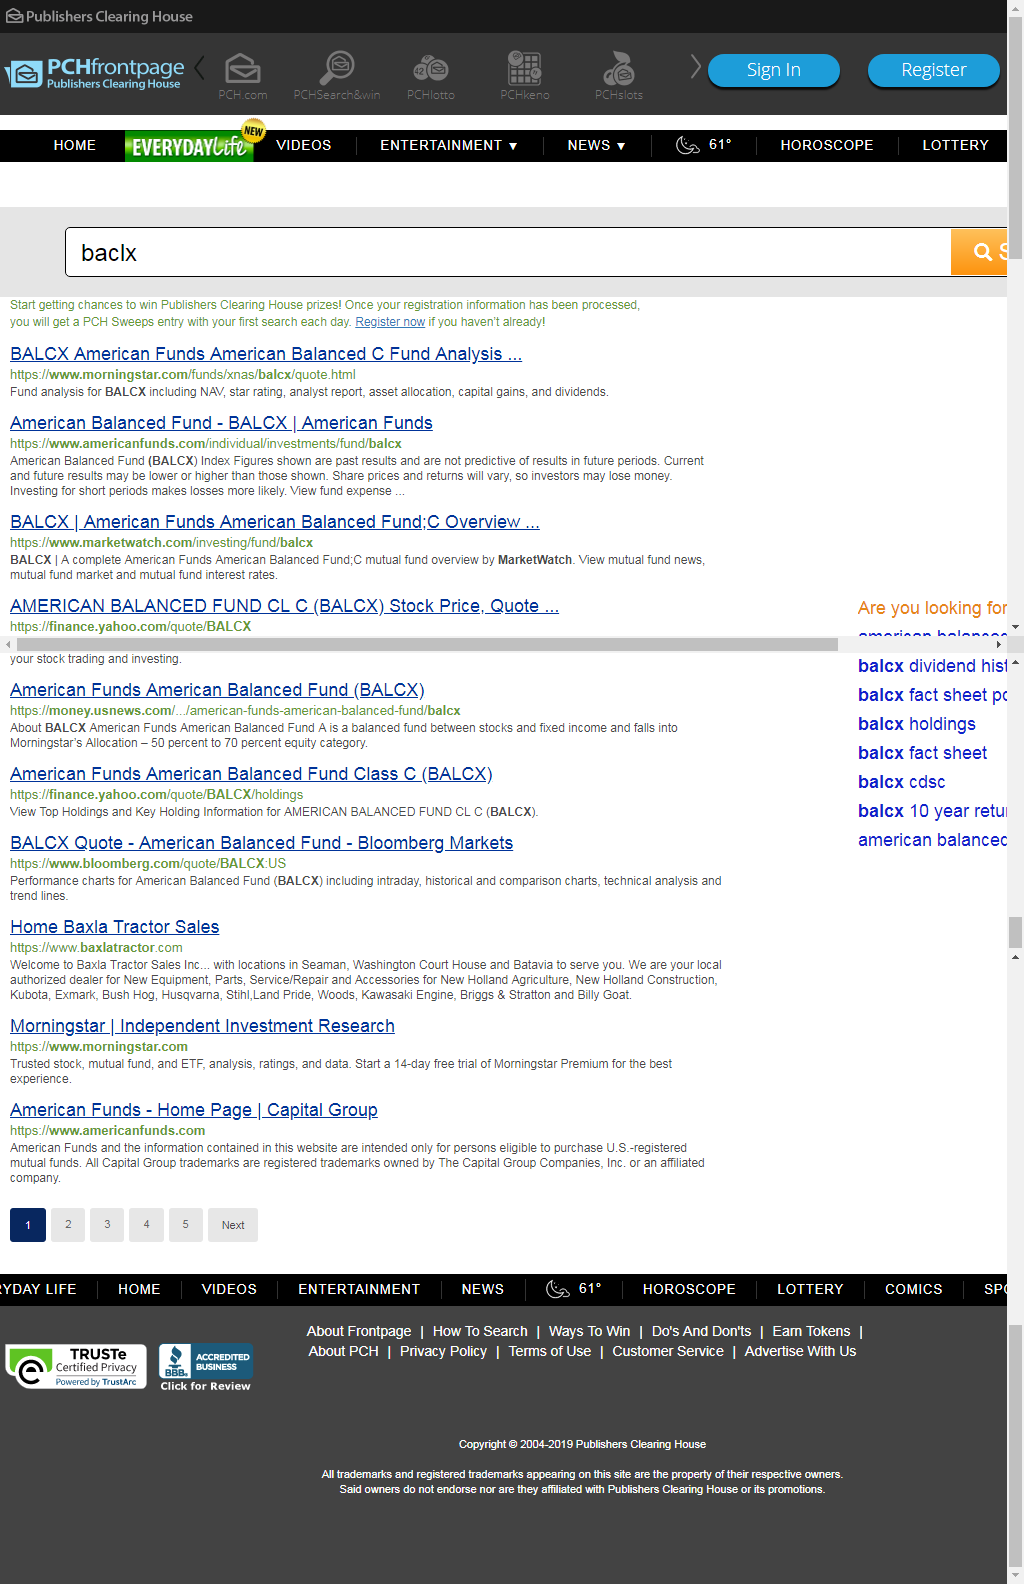 Publishers Clearing House
PCHfrontpage
Publishers Clearing House
PCH.com
PCHSearch&win
PCHlotto
PCHkeno
PCHslots
Sign In
Register
HOME
EVERYDAY Life
NEW
VIDEOS
ENTERTAINMENT ▼
NEWS ▼
61°
HOROSCOPE
LOTTERY
baclx
S
Start getting chances to win Publishers Clearing House prizes! Once your registration information has been processed,
you will get a PCH Sweeps entry with your first search each day. Register now if you haven't already!
BALCX American Funds American Balanced C Fund Analysis ...
https://www.morningstar.com/funds/xnas/balcx/quote.html
Fund analysis for BALCX including NAV, star rating, analyst report, asset allocation, capital gains, and dividends.
American Balanced Fund - BALCX | American Funds
https://www.americanfunds.com/individual/investments/fund/balcx
American Balanced Fund (BALCX) Index Figures shown are past results and are not predictive of results in future periods. Current
and future results may be lower or higher than those shown. Share prices and returns will vary, so investors may lose money.
Investing for short periods makes losses more likely. View fund expense ...
BALCX | American Funds American Balanced Fund;C Overview ...
https://www.marketwatch.com/investing/fund/balcx
BALCX | A complete American Funds American Balanced Fund;C mutual fund overview by MarketWatch. View mutual fund news,
mutual fund market and mutual fund interest rates.
AMERICAN BALANCED FUND CL C (BALCX) Stock Price, Quote ...
https://finance.yahoo.com/quote/BALCX
your stock trading and investing.
American Funds American Balanced Fund (BALCX)
https://money.usnews.com/.../american-funds-american-balanced-fund/balcx
About BALCX American Funds American Balanced Fund A is a balanced fund between stocks and fixed income and falls into
Morningstar's Allocation – 50 percent to 70 percent equity category.
American Funds American Balanced Fund Class C (BALCX)
https://finance.yahoo.com/quote/BALCX/holdings
View Top Holdings and Key Holding Information for AMERICAN BALANCED FUND CL C (BALCX).
BALCX Quote - American Balanced Fund - Bloomberg Markets
https://www.bloomberg.com/quote/BALCX:US
Performance charts for American Balanced Fund (BALCX) including intraday, historical and comparison charts, technical analysis and
trend lines.
Home Baxla Tractor Sales
https://www.baxlatractor.com
Welcome to Baxla Tractor Sales Inc... with locations in Seaman, Washington Court House and Batavia to serve you. We are your local
authorized dealer for New Equipment, Parts, Service/Repair and Accessories for New Holland Agriculture, New Holland Construction,
Kubota, Exmark, Bush Hog, Husqvarna, Stihl,Land Pride, Woods, Kawasaki Engine, Briggs & Stratton and Billy Goat.
Morningstar | Independent Investment Research
https://www.morningstar.com
Trusted stock, mutual fund, and ETF, analysis, ratings, and data. Start a 14-day free trial of Morningstar Premium for the best
experience.
American Funds - Home Page | Capital Group
https://www.americanfunds.com
American Funds and the information contained in this website are intended only for persons eligible to purchase U.S.-registered
mutual funds. All Capital Group trademarks are registered trademarks owned by The Capital Group Companies, Inc. or an affiliated
company.
Are you looking for
american balanced
balcx dividend hist
balcx fact sheet pd
balcx holdings
balcx fact sheet
balcx cdsc
balcx 10 year retur
american balanced
1 2 3 4 5 Next
RYDAY LIFE
HOME
VIDEOS
ENTERTAINMENT
NEWS
61°
HOROSCOPE
LOTTERY
COMICS
SPO
About Frontpage | How To Search | Ways To Win | Do's And Don'ts | Earn Tokens |
About PCH | Privacy Policy | Terms of Use | Customer Service | Advertise With Us
TRUSTe
Certified Privacy
Powered by TrustArc
BBB.
ACCREDITED
BUSINESS
Click for Review
Copyright © 2004-2019 Publishers Clearing House
All trademarks and registered trademarks appearing on this site are the property of their respective owners.
Said owners do not endorse nor are they affiliated with Publishers Clearing House or its promotions.